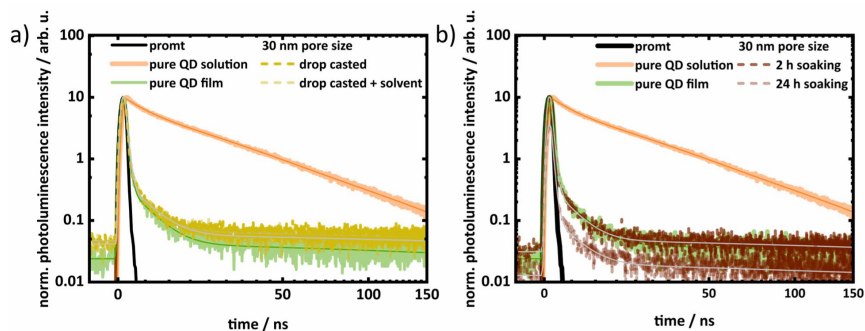 a)
norm. photoluminescence intensity / arb. u.
100
10
1
0.1
0.01
promt
pure QD solution
pure QD film
30 nm pore size
drop casted
drop casted + solvent
0
50
100
150
time / ns
b)
norm. photoluminescence intensity / arb. u.
100
10
1
0.1
0.01
promt
pure QD solution
pure QD film
30 nm pore size
2 h soaking
24 h soaking
0
50
100
150
time / ns